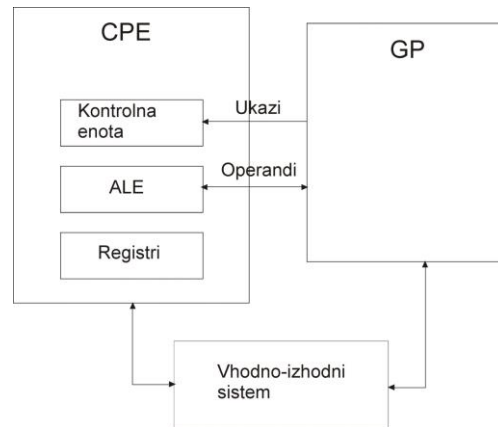 CPE
GP
Kontrolna
enota
Ukazi
ALE
Operandi
Registri
Vhodno-izhodni
sistem